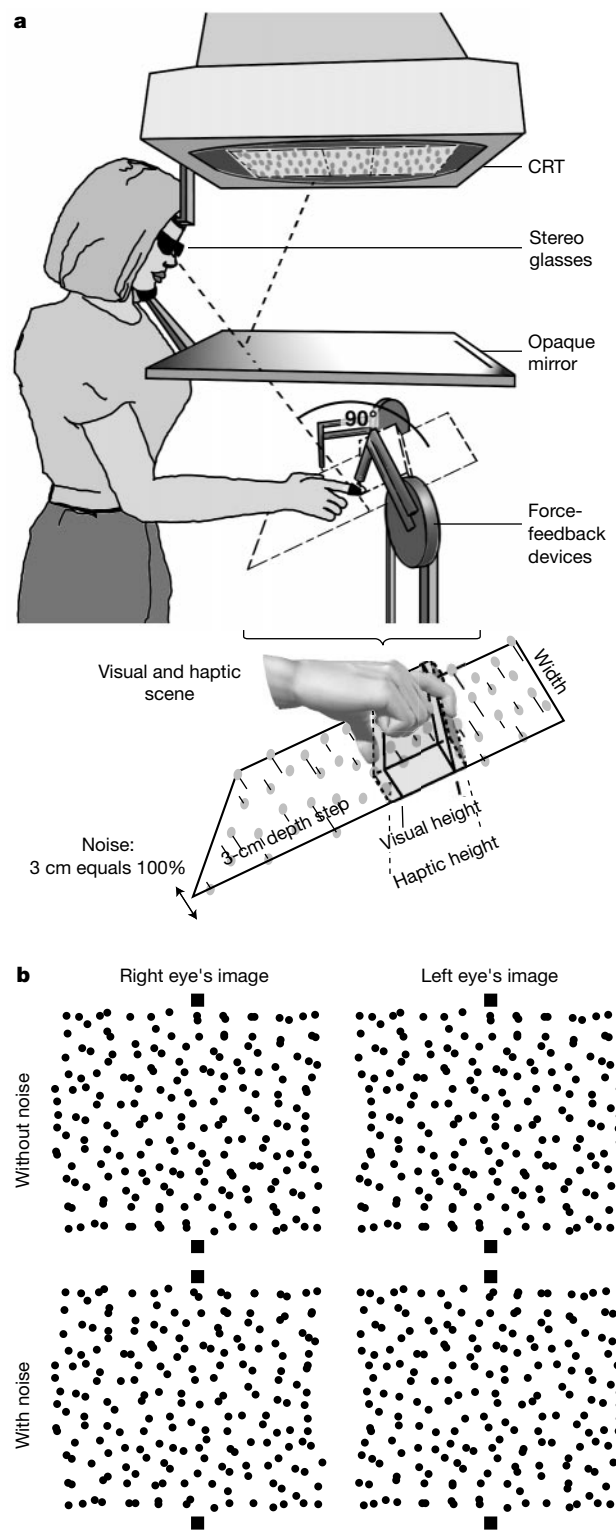 a
CRT
Stereo
glasses
Opaque
mirror
90°
Force-
feedback
devices
Visual and haptic
scene
Width
3-cm depth step
Visual height
Haptic height
Noise:
3 cm equals 100%
b
Right eye's image
Left eye's image
Without noise
With noise